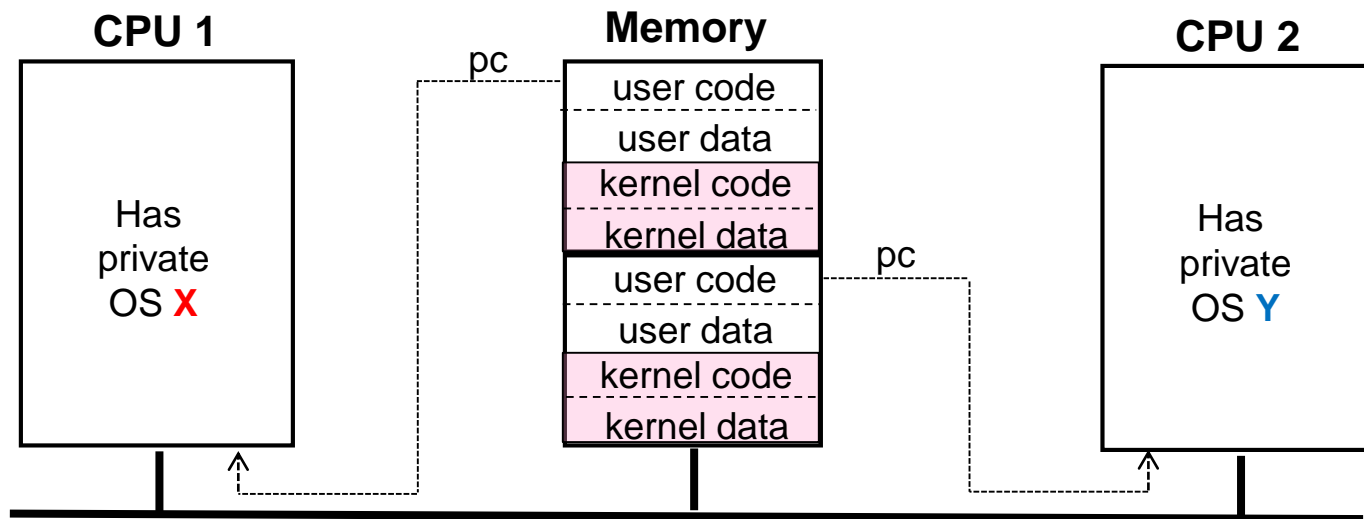 CPU 1
Memory
CPU 2
pc
user code
user data
kernel code
kernel data
user code
user data
kernel code
kernel data
pc
Has
private
OS X
Has
private
OS Y